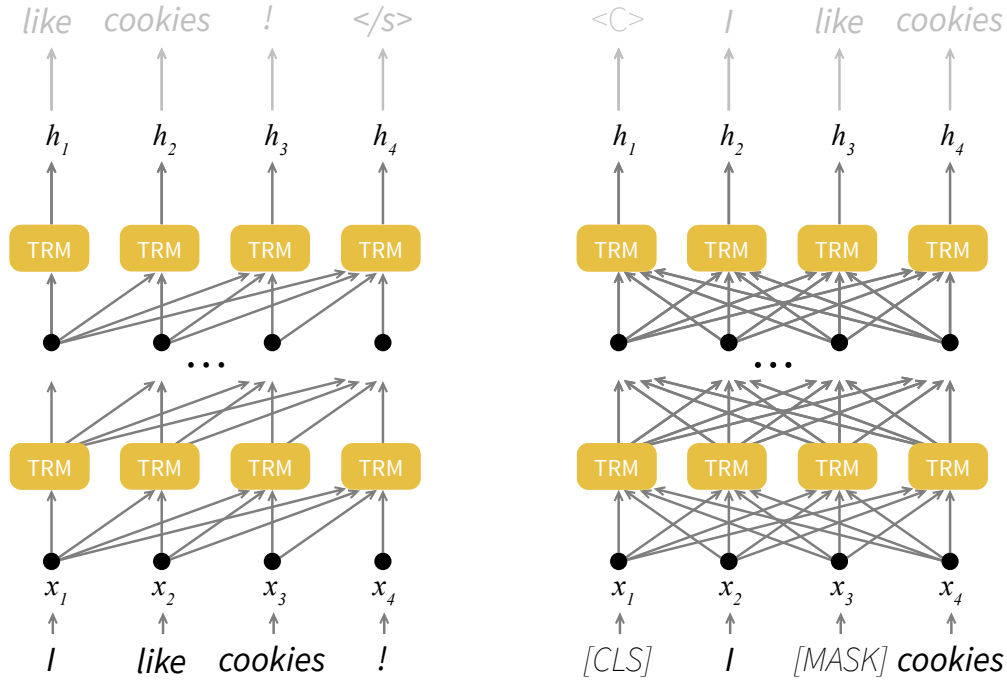 like cookies ! </s>
h1 h2 h3 h4
TRM TRM TRM TRM
...
TRM TRM TRM TRM
x1 x2 x3 x4
I like cookies !
<C> I like cookies
h1 h2 h3 h4
TRM TRM TRM TRM
...
TRM TRM TRM TRM
x1 x2 x3 x4
[CLS] I [MASK] cookies